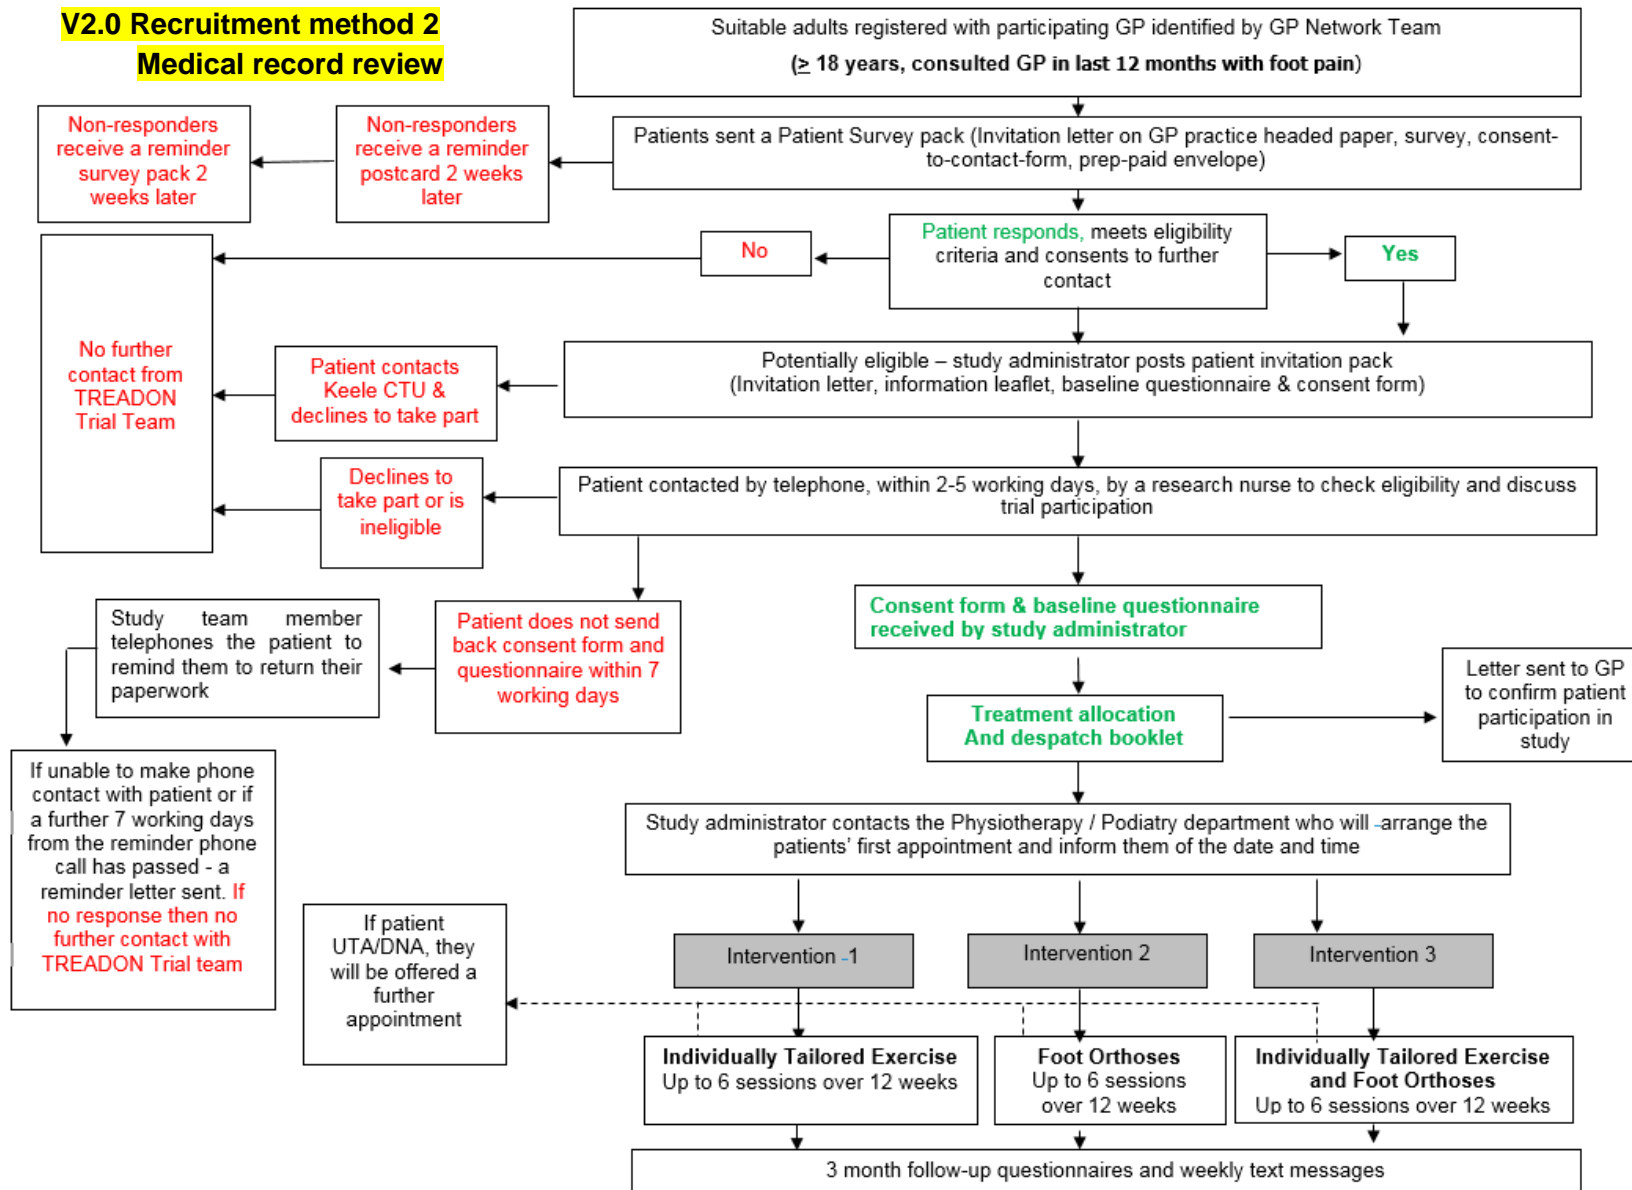 V2.0 Recruitment method 2
Medical record review
Suitable adults registered with participating GP identified by GP Network Team
(≥ 18 years, consulted GP in last 12 months with foot pain)
Non-responders
receive a reminder
survey pack 2
weeks later
Non-responders
receive a reminder
postcard 2 weeks
later
Patients sent a Patient Survey pack (Invitation letter on GP practice headed paper, survey, consent-
to-contact-form, prep-paid envelope)
No
Patient responds, meets eligibility
criteria and consents to further
contact
Yes
No further
contact from
TREADON
Trial Team
Patient contacts
Keele CTU &
declines to take part
Potentially eligible – study administrator posts patient invitation pack
(Invitation letter, information leaflet, baseline questionnaire & consent form)
Declines to
take part or is
ineligible
Patient contacted by telephone, within 2-5 working days, by a research nurse to check eligibility and discuss
trial participation
Study team member
telephones the patient to
remind them to return their
paperwork
Patient does not send
back consent form and
questionnaire within 7
working days
Consent form & baseline questionnaire
received by study administrator
Treatment allocation
And despatch booklet
Letter sent to GP
to confirm patient
participation in
study
If unable to make phone
contact with patient or if
a further 7 working days
from the reminder phone
call has passed - a
reminder letter sent. If
no response then no
further contact with
TREADON Trial team
Study administrator contacts the Physiotherapy / Podiatry department who will -arrange the
patients' first appointment and inform them of the date and time
If patient
UTA/DNA, they
will be offered a
further
appointment
Intervention -1
Intervention 2
Intervention 3
Individually Tailored Exercise
Up to 6 sessions over 12 weeks
Foot Orthoses
Up to 6 sessions
over 12 weeks
Individually Tailored Exercise
and Foot Orthoses
Up to 6 sessions over 12 weeks
3 month follow-up questionnaires and weekly text messages